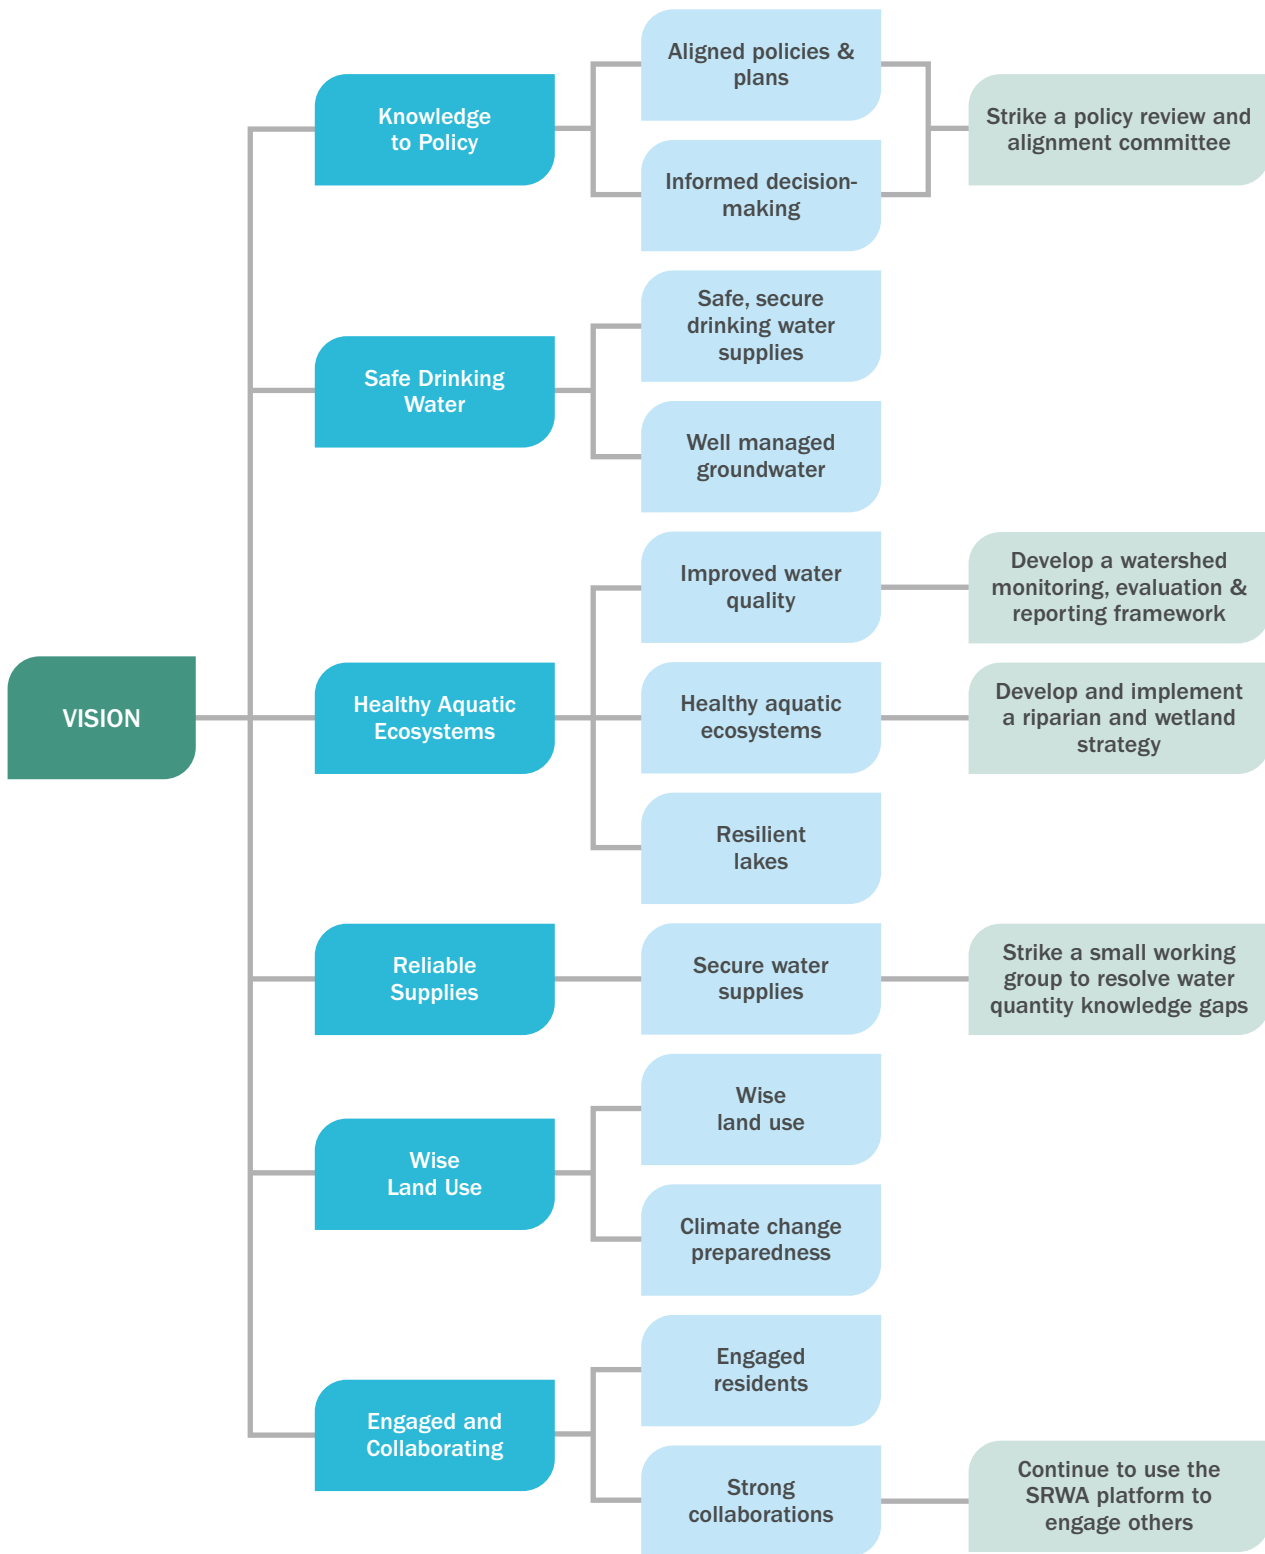 VISION
Knowledge
to Policy
Aligned policies &
plans
Informed decision-
making
Strike a policy review and
alignment committee
Safe Drinking
Water
Safe, secure
drinking water
supplies
Well managed
groundwater
Healthy Aquatic
Ecosystems
Improved water
quality
Develop a watershed
monitoring, evaluation &
reporting framework
Healthy aquatic
ecosystems
Develop and implement
a riparian and wetland
strategy
Resilient
lakes
Reliable
Supplies
Secure water
supplies
Strike a small working
group to resolve water
quantity knowledge gaps
Wise
Land Use
Wise
land use
Climate change
preparedness
Engaged and
Collaborating
Engaged
residents
Strong
collaborations
Continue to use the
SRWA platform to
engage others